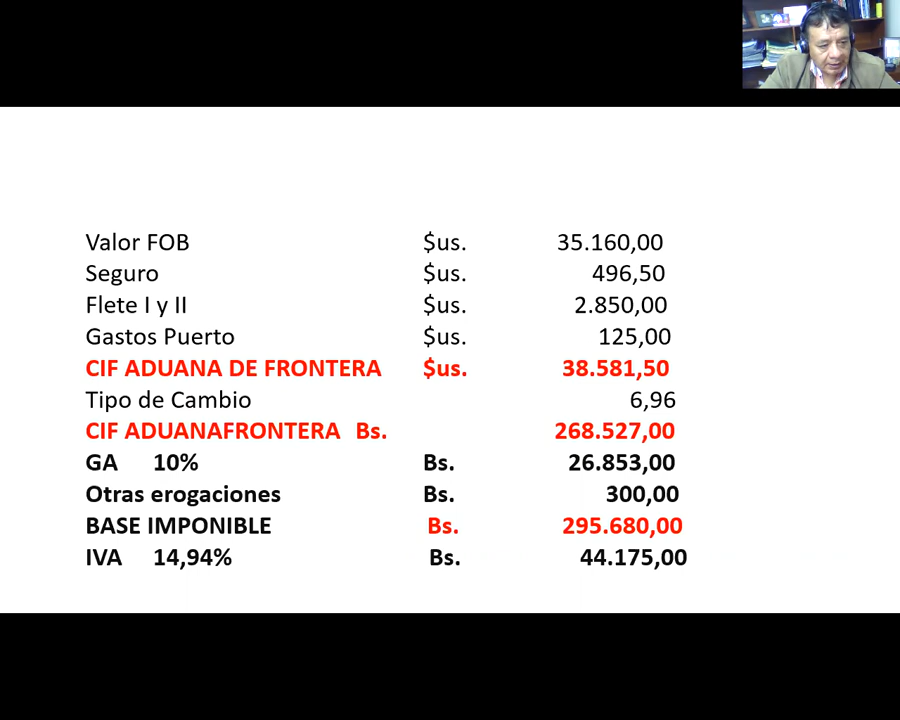 Valor FOB $us. 35.160,00
Seguro $us. 496,50
Flete I y II $us. 2.850,00
Gastos Puerto $us. 125,00
CIF ADUANA DE FRONTERA $us. 38.581,50
Tipo de Cambio 6,96
CIF ADUANAFRONTERA Bs. 268.527,00
GA 10% Bs. 26.853,00
Otras erogaciones Bs. 300,00
BASE IMPONIBLE Bs. 295.680,00
IVA 14,94% Bs. 44.175,00